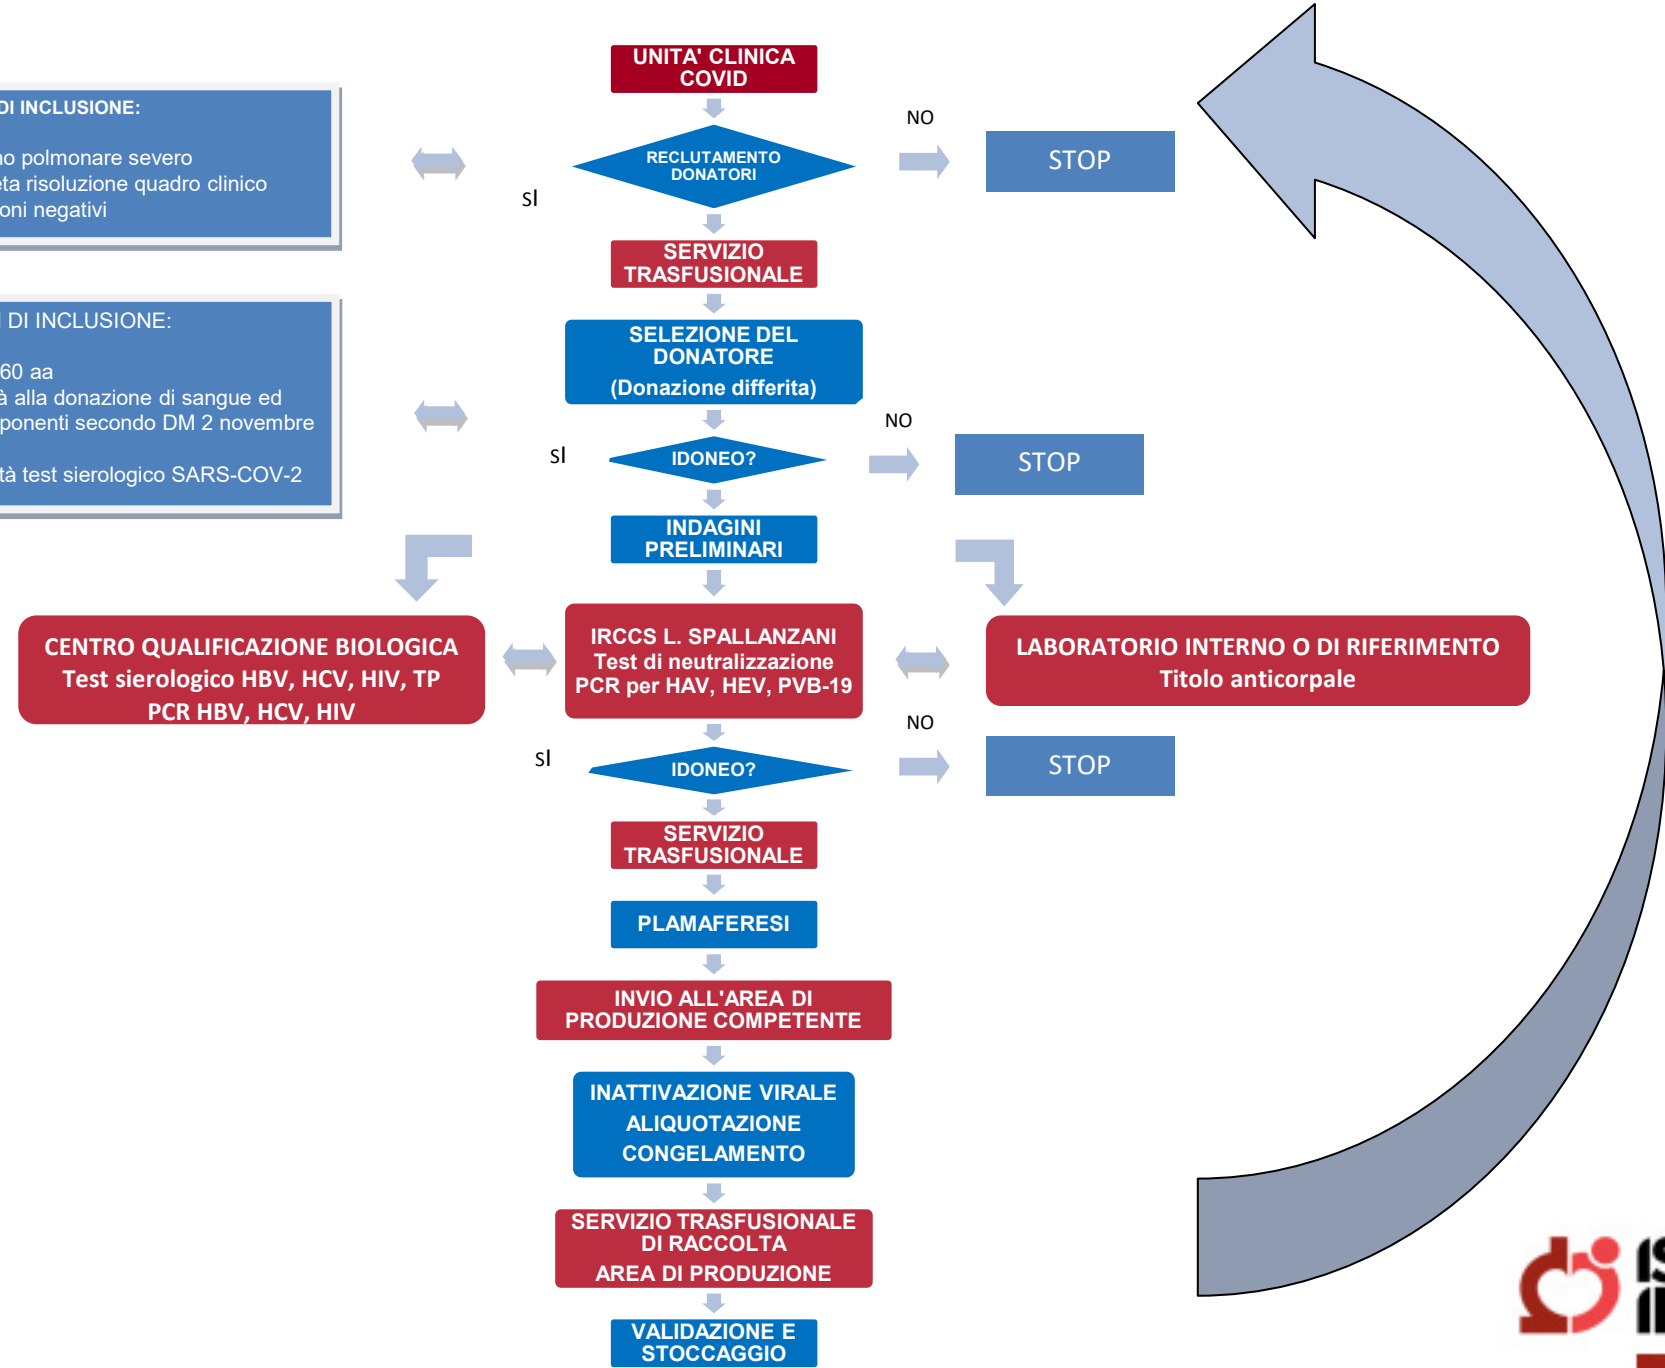 UNITA' CLINICA
COVID
DI INCLUSIONE:
polmonare severo
risoluzione quadro clinico
negativi
RECLUTAMENTO
DONATORI
NO
STOP
SI
SERVIZIO
TRASFUSIONALE
DI INCLUSIONE:
60 aa
alla donazione di sangue ed
secondo DM 2 novembre
test sierologico SARS-COV-2
SELEZIONE DEL
DONATORE
(Donazione differita)
SI
IDONEO?
NO
STOP
INDAGINI
PRELIMINARI
CENTRO QUALIFICAZIONE BIOLOGICA
Test sierologico HBV, HCV, HIV, TP
PCR HBV, HCV, HIV
IRCCS L. SPALLANZANI
Test di neutralizzazione
PCR per HAV, HEV, PVB-19
LABORATORIO INTERNO O DI RIFERIMENTO
Titolo anticorpale
SI
IDONEO?
NO
STOP
SERVIZIO
TRASFUSIONALE
PLAMAFERESI
INVIO ALL'AREA DI
PRODUZIONE COMPETENTE
INATTIVAZIONE VIRALE
ALIQUOTAZIONE
CONGELAMENTO
SERVIZIO TRASFUSIONALE
DI RACCOLTA
AREA DI PRODUZIONE
VALIDAZIONE E
STOCCAGGIO